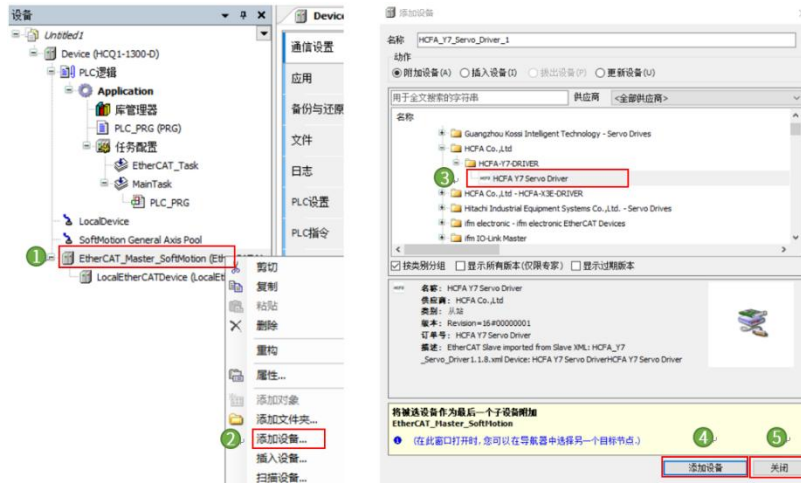 设备
Untitled1
Device (HCQ1-1300-D)
PLC逻辑
Application
库管理器
PLC_PRG (PRG)
任务配置
EtherCAT_Task
MainTask
PLC_PRG
LocalDevice
SoftMotion General Axis Pool
1
EtherCAT_Master_SoftMotion (Eth
LocalEtherCATDevice (LocalEt
Device
通信设置
应用
备份与还原
文件
日志
PLC设置
PLC指令
剪切
复制
粘贴
删除
重构
属性...
添加对象
添加文件夹...
2
添加设备...
插入设备...
扫描设备...
添加设备
名称 HCFA_Y7_Servo_Driver_1
动作
附加设备(A) 插入设备(I) 拔出设备(P) 更新设备(U)
用于全文搜索的字符串 供应商 <全部供应商>
名称
Guangzhou Kossi Intelligent Technology - Servo Drives
HCFA Co.,Ltd
HCFA-Y7-DRIVER
3
HCFA Y7 Servo Driver
HCFA Co.,Ltd - HCFA-X3E-DRIVER
Hitachi Industrial Equipment Systems Co.,Ltd. - Servo Drives
ifm electronic - ifm electronic EtherCAT Devices
ifm IO-Link Master
按类别分组 显示所有版本(仅限专家) 显示过期版本
名称: HCFA Y7 Servo Driver
供应商: HCFA Co.,Ltd
类别: 从站
版本: Revision=16#00000001
订单号: HCFA Y7 Servo Driver
描述: EtherCAT Slave imported from Slave XML: HCFA_Y7
_Servo_Driver1.1.8.xml Device: HCFA Y7 Servo DriverHCFA Y7 Servo Driver
将被选设备作为最后一个子设备附加
EtherCAT_Master_SoftMotion
(在此窗口打开时,您可以在导航器中选择另一个目标节点.)
4
5
添加设备
关闭